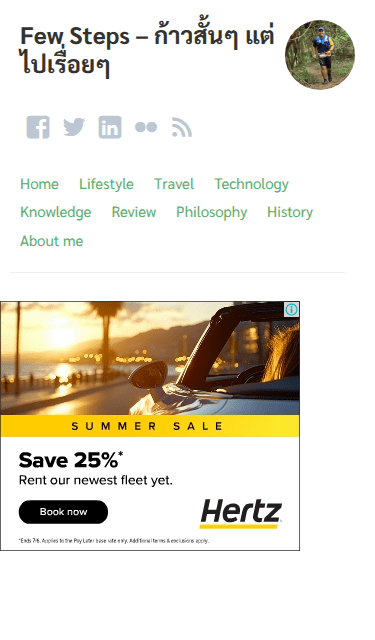 Few Steps – ก้าวสั้นๆ แต่
ไปเรื่อยๆ
Home Lifestyle Travel Technology
Knowledge Review Philosophy History
About me
SUMMER SALE
Save 25%*
Rent our newest fleet yet.
Book now
Hertz
*Ends 7/6. Applies to the Pay Later base rate only. Additional terms & exclusions apply.